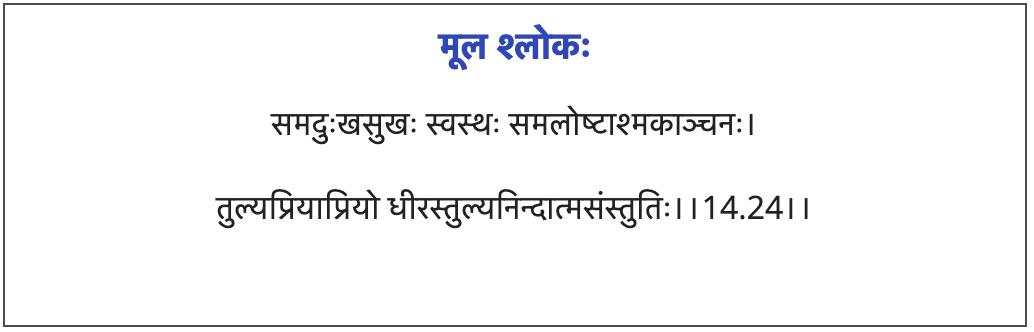 मूल श्लोकः
समदुःखसुखः स्वस्थः समलोष्टाश्मकाञ्चनः।
तुल्यप्रियाप्रियो धीरस्तुल्यनिन्दात्मसंस्तुतिः।।14.24।।